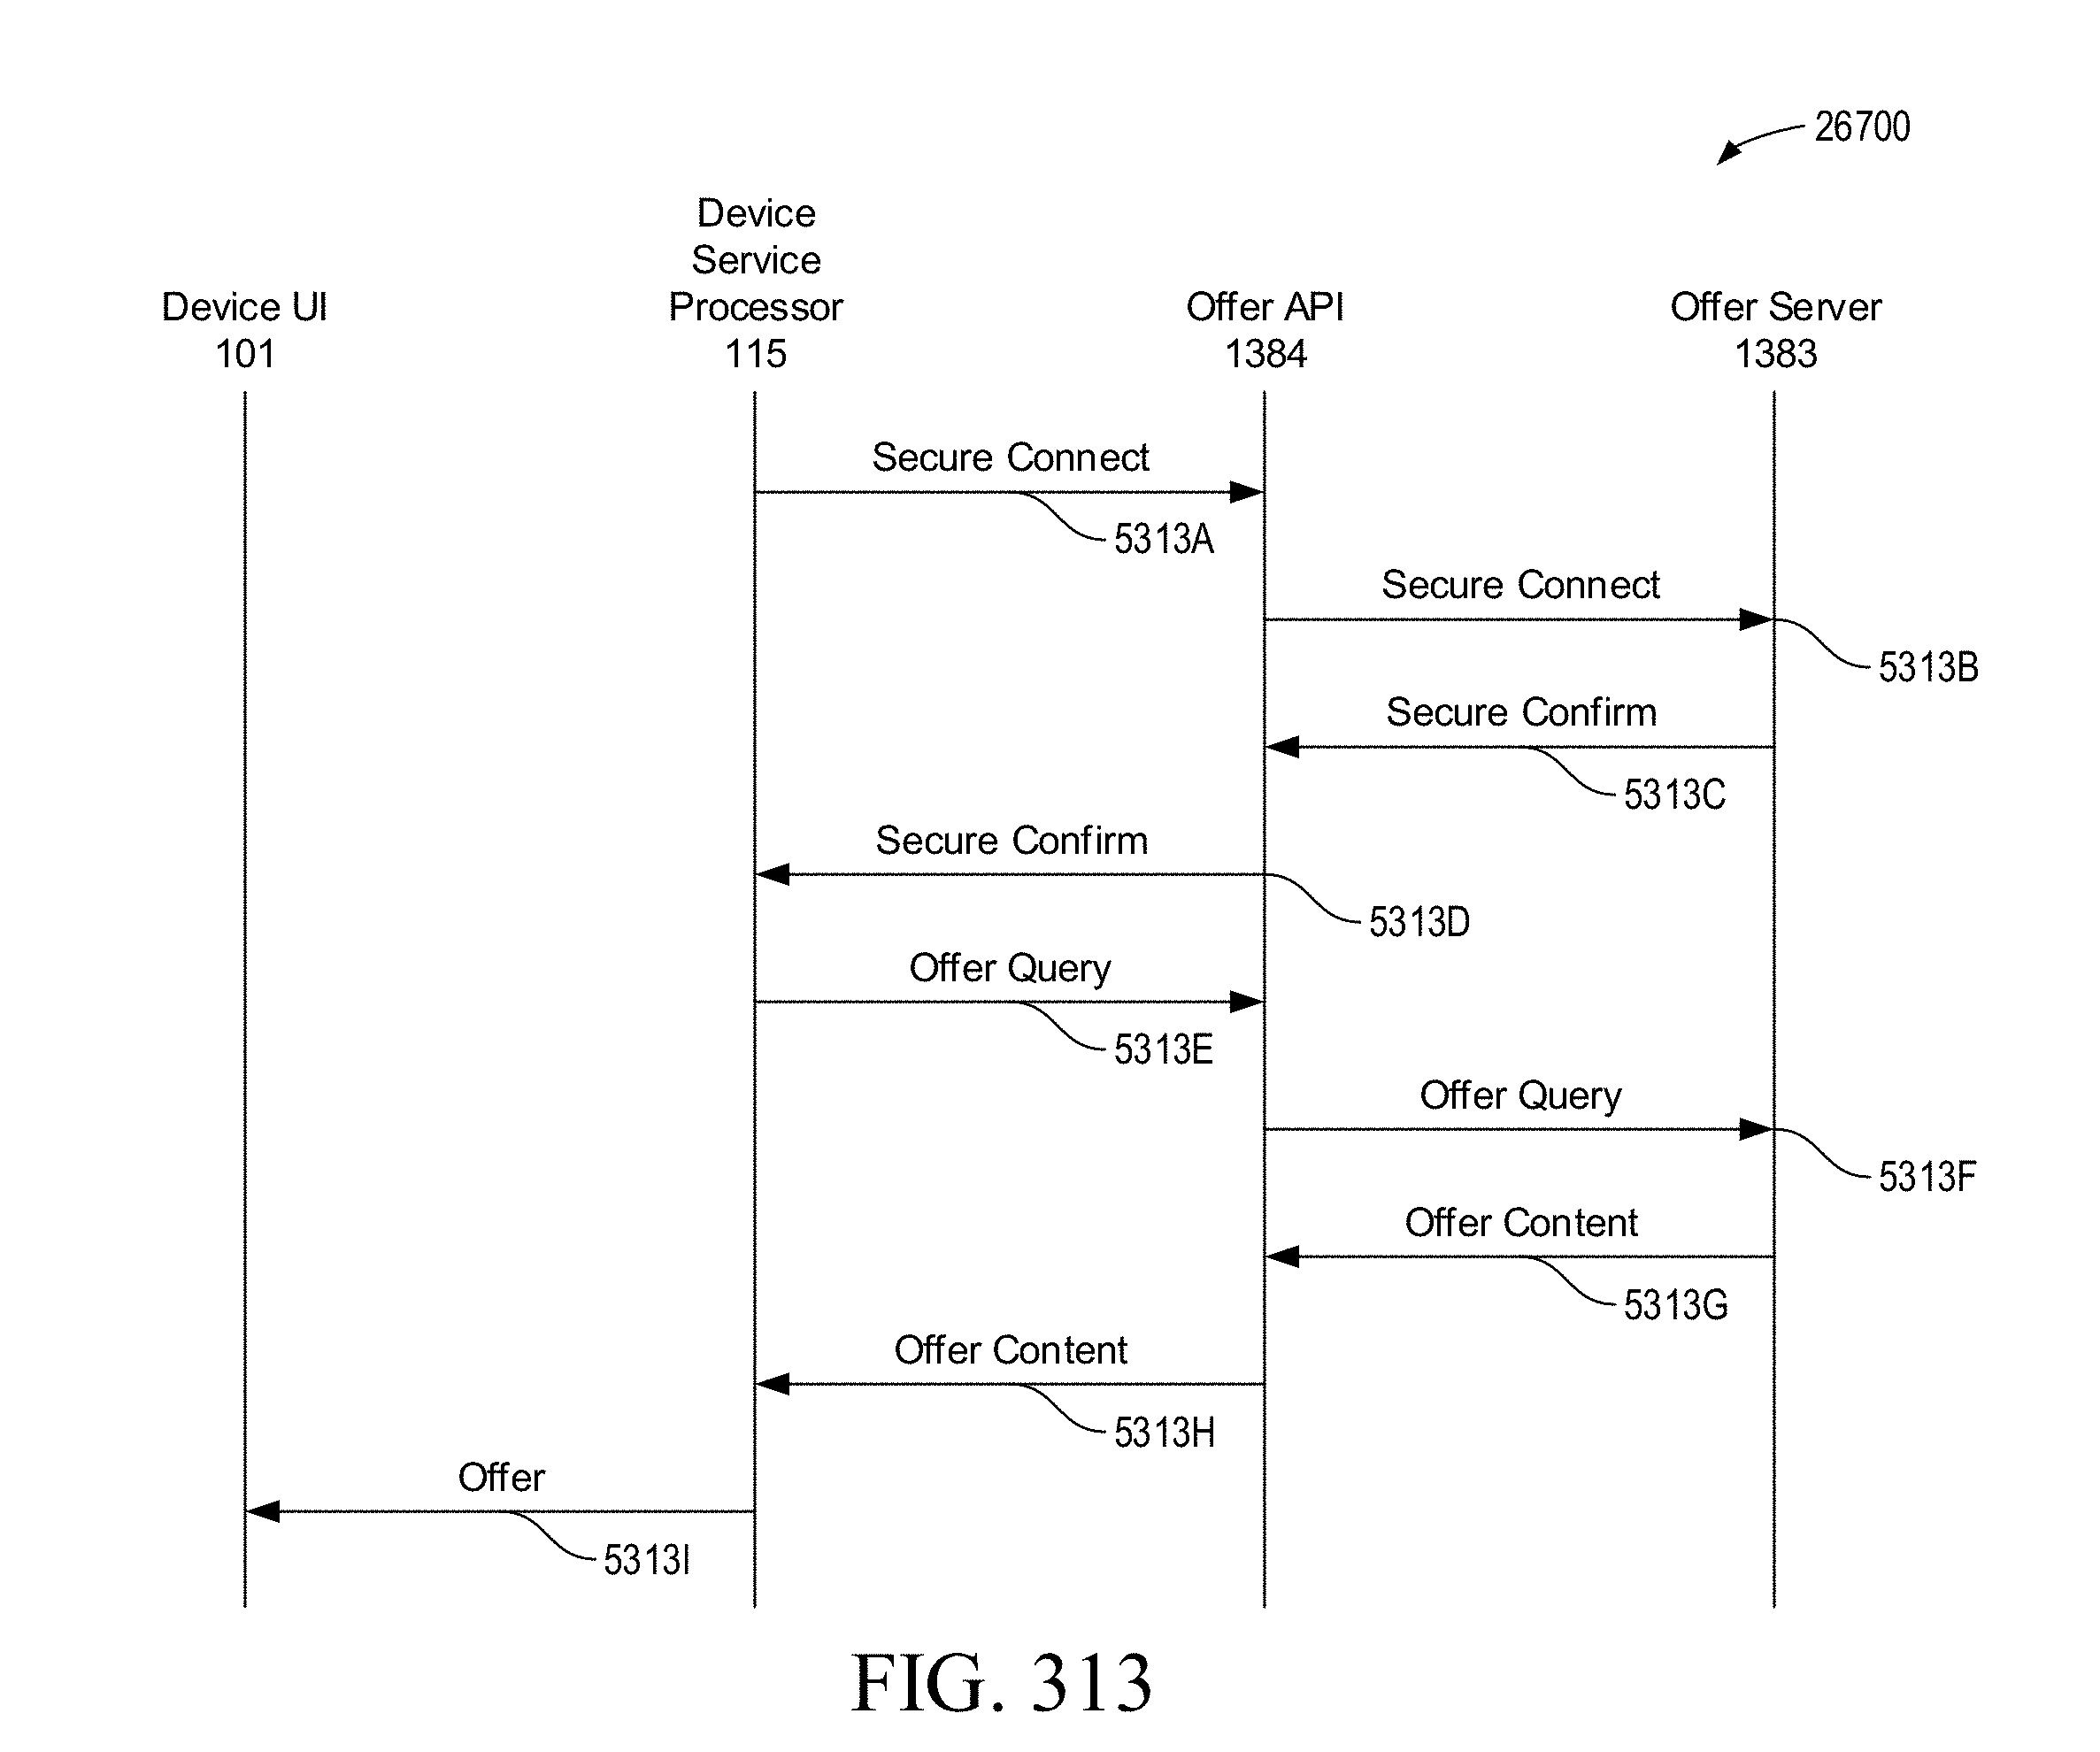 26700
Device
Service
Device UI
Processor
Offer API
Offer Server
101
115
1384
1383
Secure Connect
5313A
Secure Connect
5313B
Secure Confirm
5313C
Secure Confirm
5313D
Offer Query
5313E
Offer Query
5313F
Offer Content
5313G
Offer Content
5313H
Offer
5313I
FIG. 313